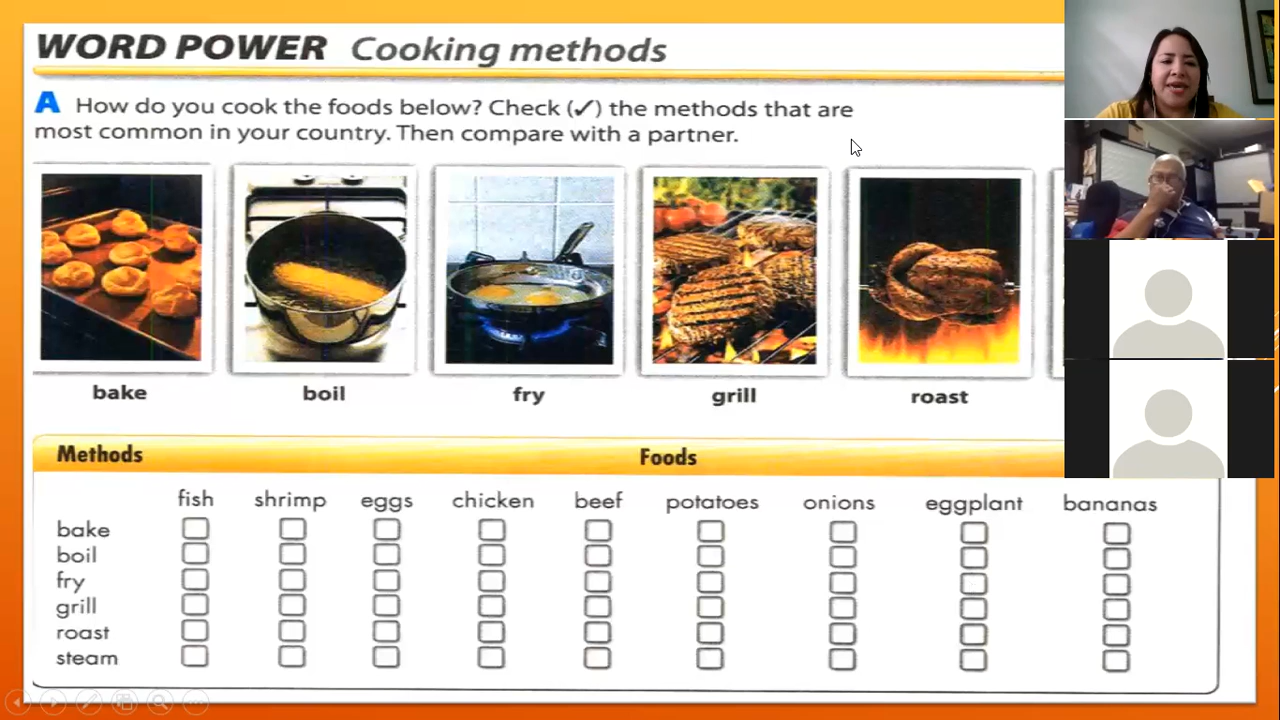 WORD POWER Cooking methods
A How do you cook the foods below? Check (✓) the methods that are
most common in your country. Then compare with a partner.
bake boil fry grill roast
Methods Foods
fish shrimp eggs chicken beef potatoes onions eggplant bananas
bake
boil
fry
grill
roast
steam